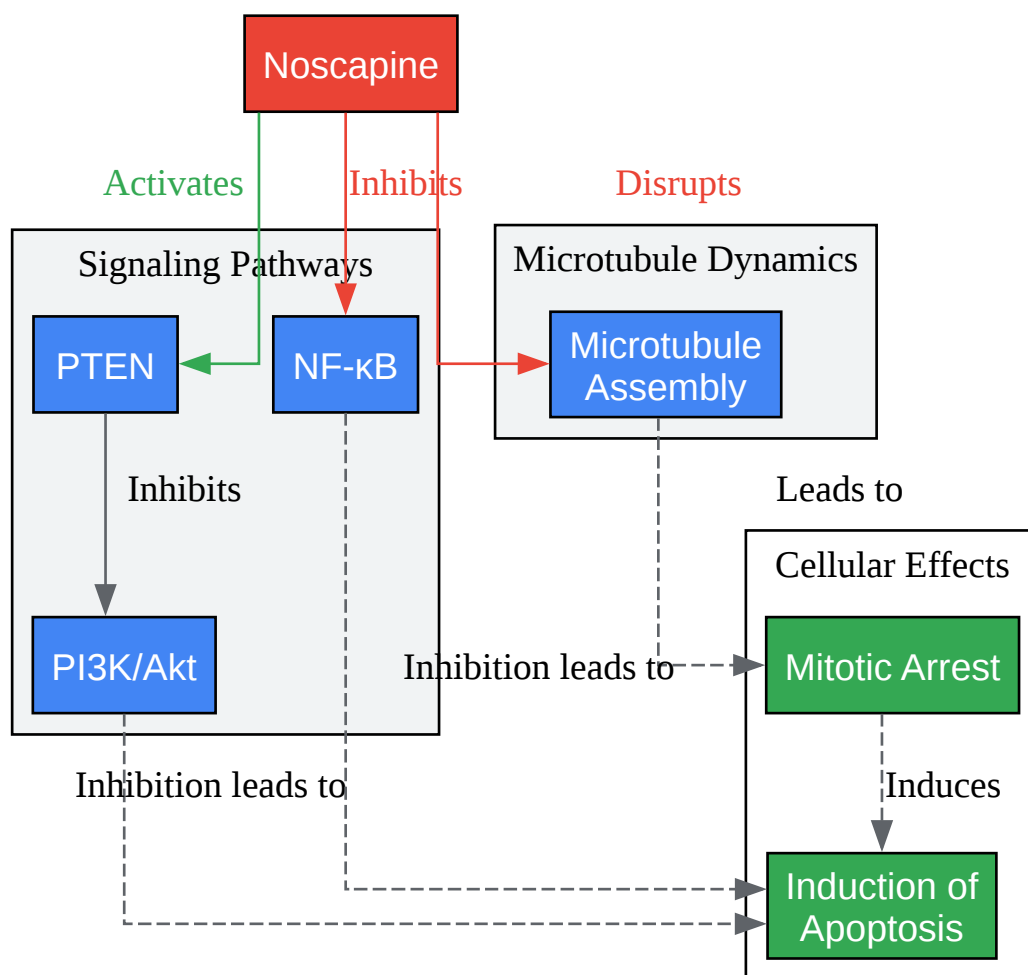 Noscapine
Activates
Inhibits
Disrupts
Signaling Pathways
Microtubule Dynamics
PTEN
NF-κB
Microtubule
Assembly
Inhibits
Leads to
Cellular Effects
PI3K/Akt
Inhibition leads to
Mitotic Arrest
Inhibition leads to
Induces
Induction of
Apoptosis